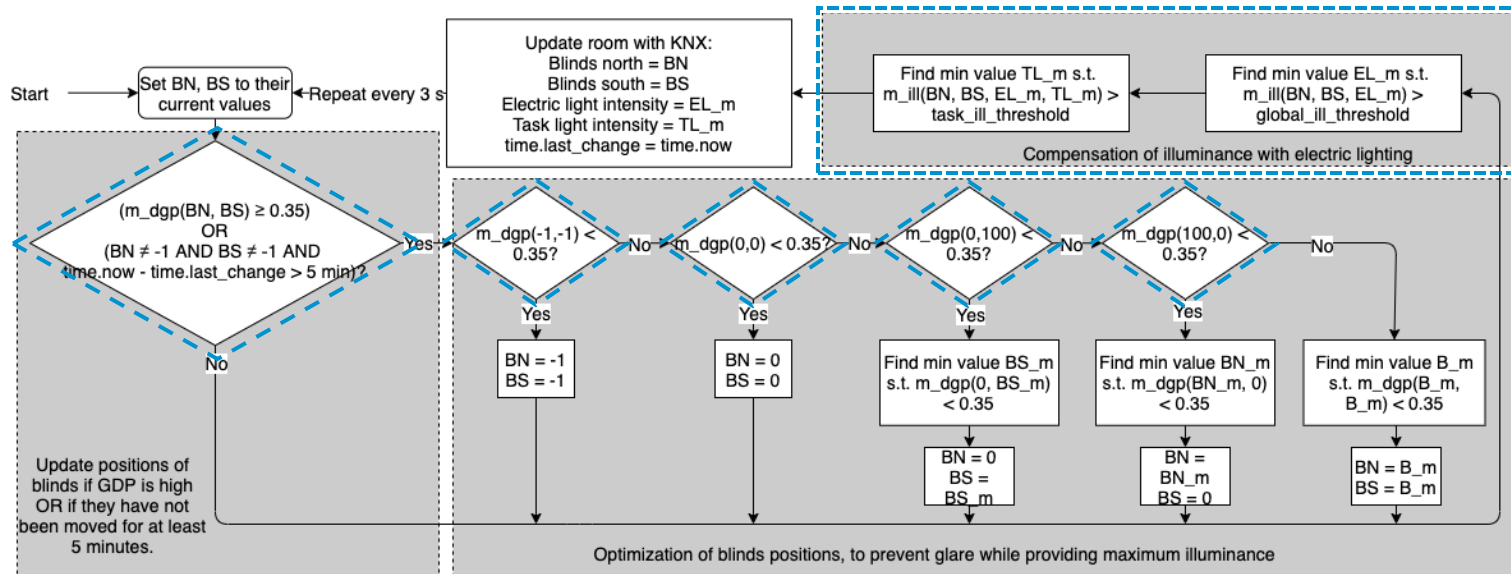 Start
Set BN, BS to their
current values
Repeat every 3 s
Update room with KNX:
Blinds north = BN
Blinds south = BS
Electric light intensity = EL_m
Task light intensity = TL_m
time.last_change = time.now
Find min value TL_m s.t.
m_ill(BN, BS, EL_m, TL_m) >
task_ill_threshold
Find min value EL_m s.t.
m_ill(BN, BS, EL_m) >
global_ill_threshold
Compensation of illuminance with electric lighting
(m_dgp(BN, BS) ≥ 0.35)
OR
(BN ≠ -1 AND BS ≠ -1 AND
time.now - time.last_change > 5 min)?
Yes
No
m_dgp(-1,-1) <
0.35?
No
Yes
m_dgp(0,0) < 0.35?
No
Yes
m_dgp(0,100) <
0.35?
No
Yes
m_dgp(100,0) <
0.35?
No
Yes
BN = -1
BS = -1
BN = 0
BS = 0
Find min value BS_m
s.t. m_dgp(0, BS_m)
< 0.35
Find min value BN_m
s.t. m_dgp(BN_m, 0)
< 0.35
Find min value B_m
s.t. m_dgp(B_m,
B_m) < 0.35
BN = 0
BS =
BS_m
BN =
BN_m
BS = 0
BN = B_m
BS = B_m
Update positions of
blinds if GDP is high
OR if they have not
been moved for at least
5 minutes.
Optimization of blinds positions, to prevent glare while providing maximum illuminance